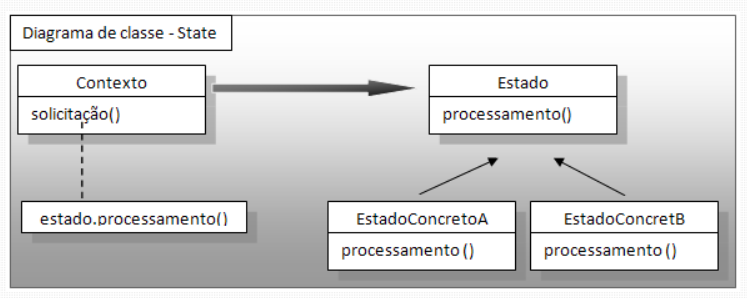 Diagrama de classe - State
Contexto
solicitação()
estado.processamento()
Estado
processamento()
EstadoConcretoA
processamento ()
EstadoConcretB
processamento ()